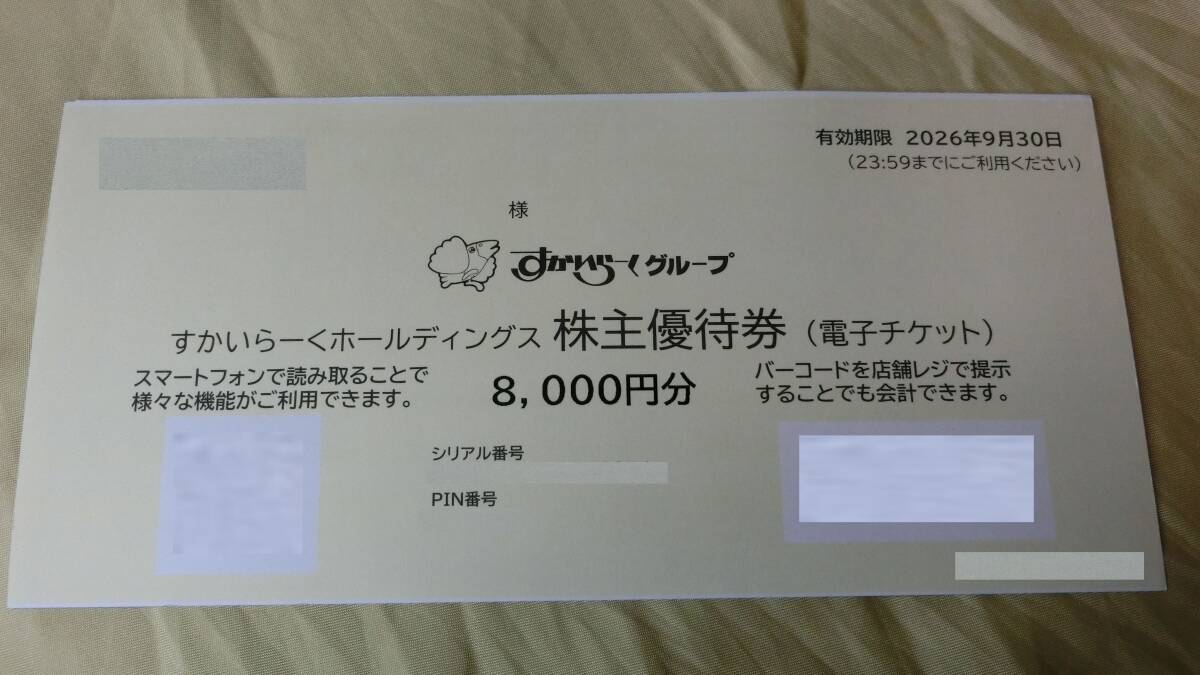 有効期限 2026年9月30日
(23:59までにご利用ください)
様
すかいらーくグループ
すかいらーくホールディングス 株主優待券 (電子チケット)
スマートフォンで読み取ることで
様々な機能がご利用できます。
8,000円分
バーコードを店舗レジで提示
することでも会計できます。
シリアル番号
PIN番号